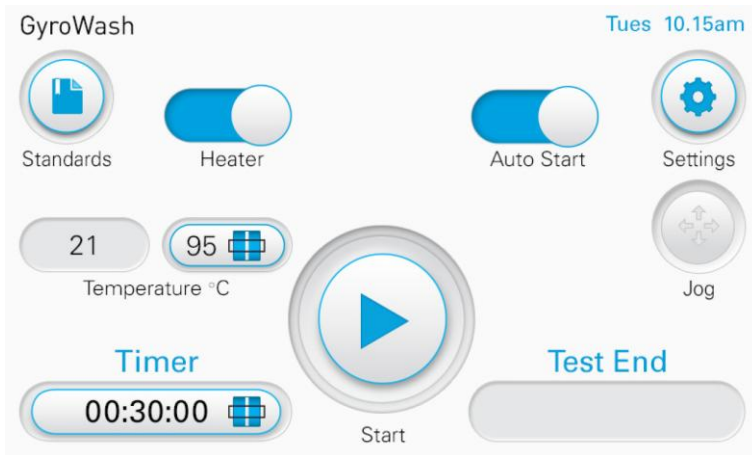 GyroWash
Tues 10.15am
Standards
Heater
Auto Start
Settings
21
95
Temperature °C
Jog
Timer
Test End
00:30:00
Start